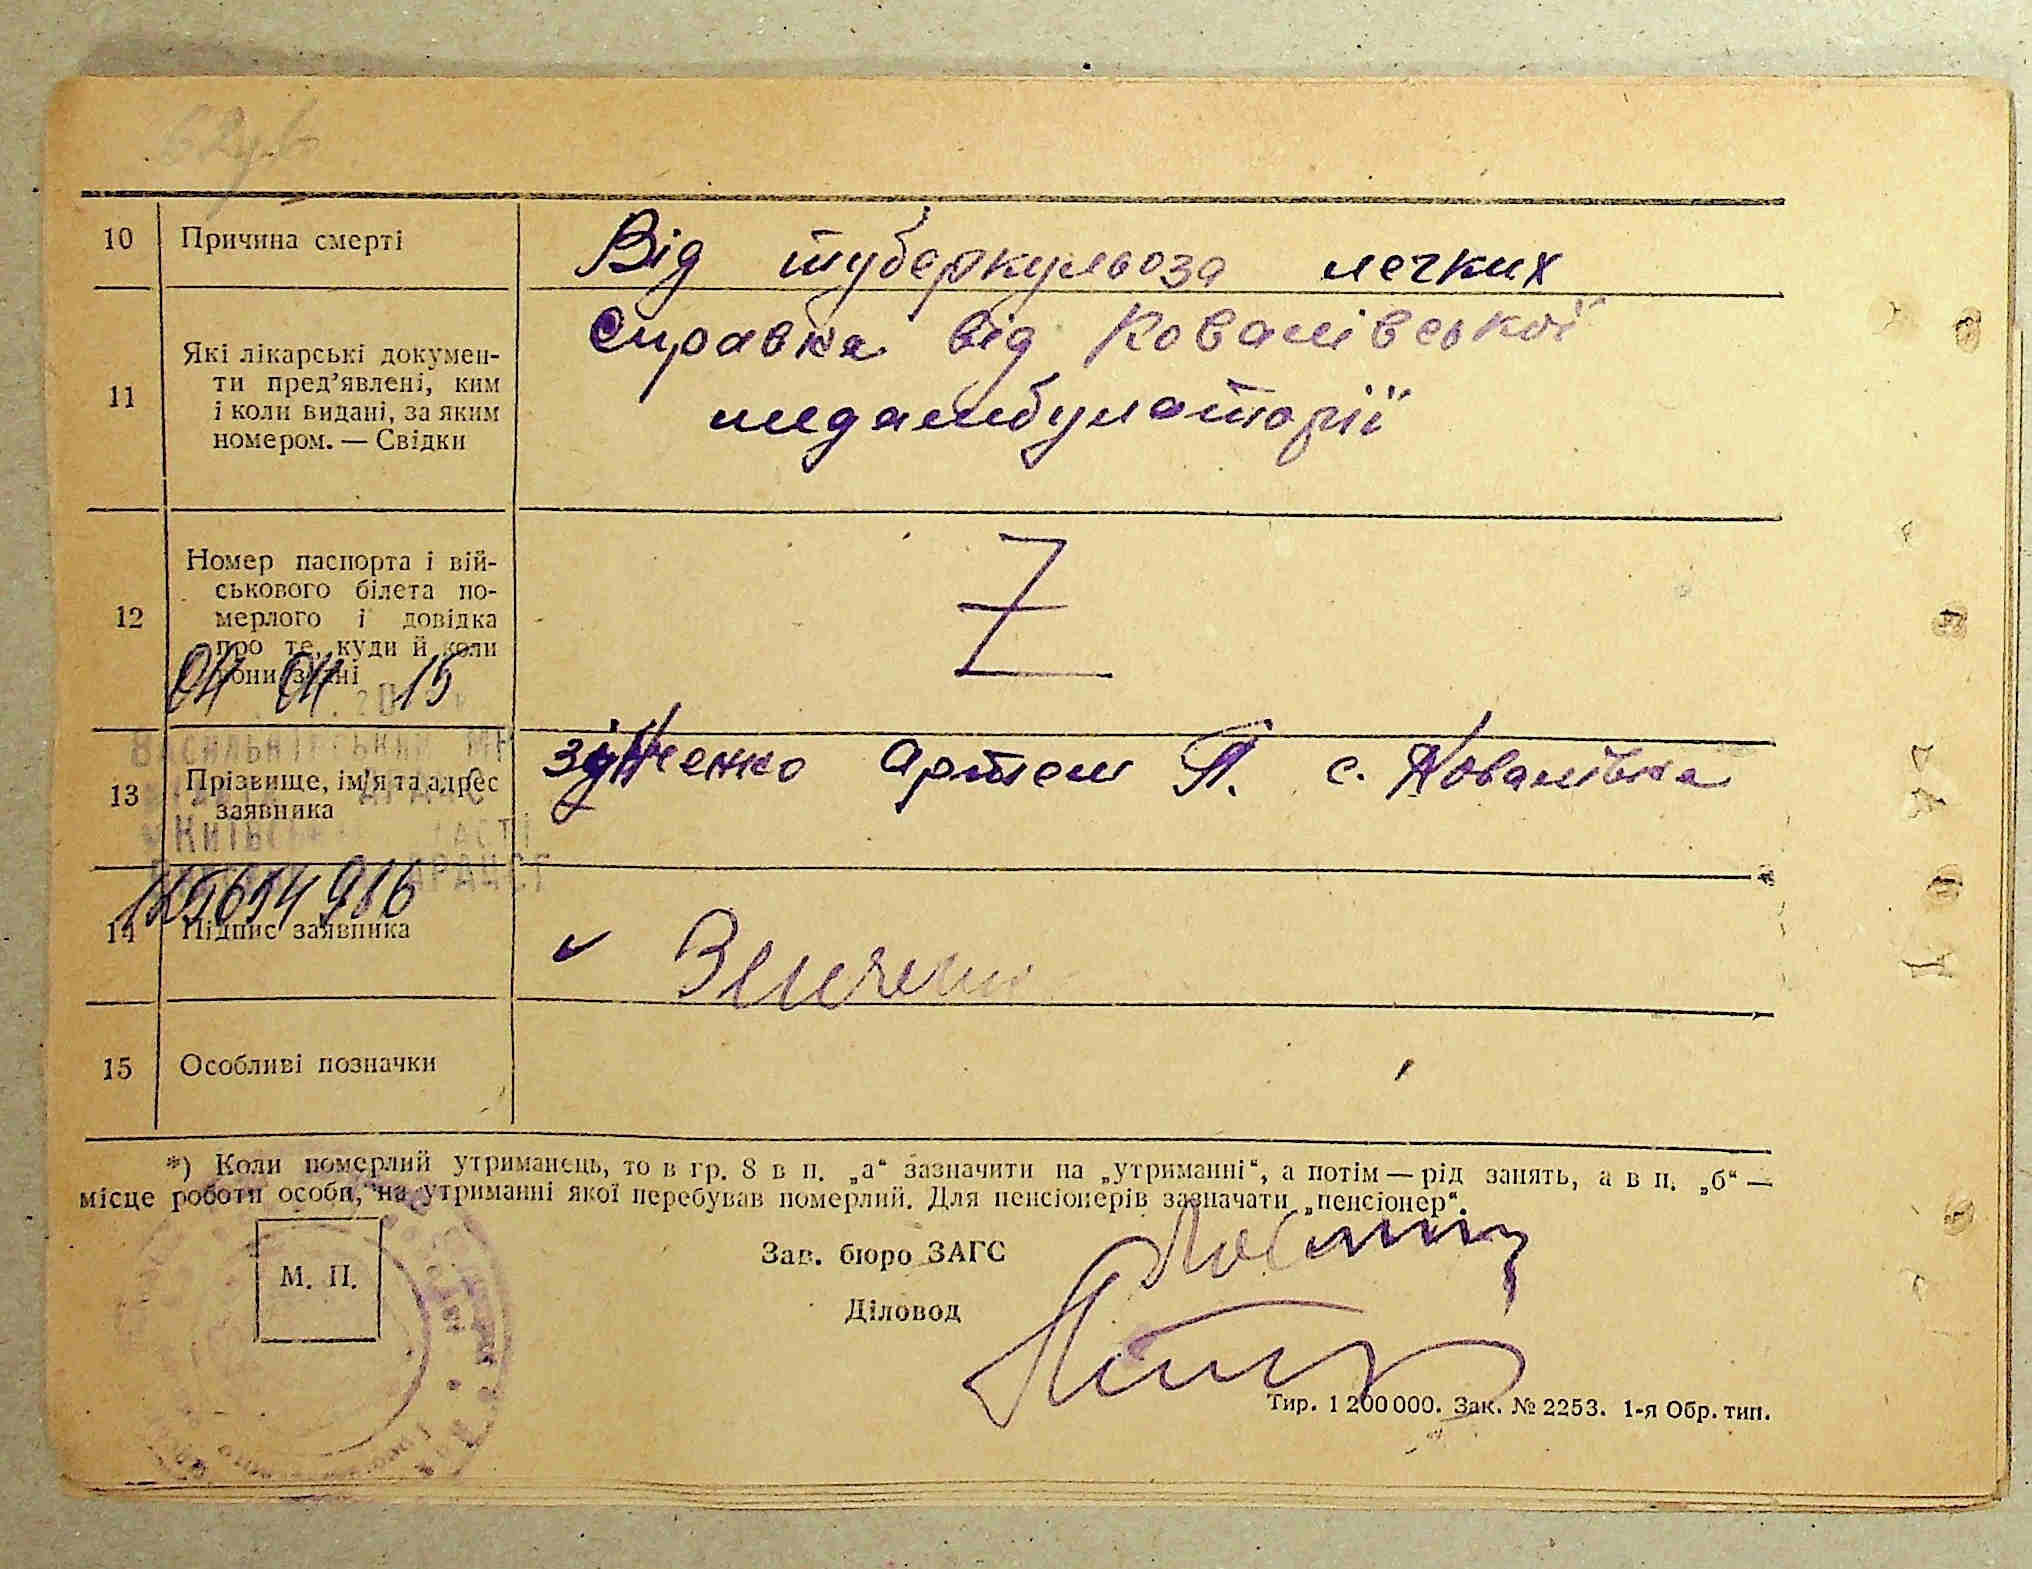 10 Причина смерті Від туберкульоза легких
11 Які лікарські докумен-
ти пред'явлені, ким
і коли видані, за яким
номером. — Свідки
Справка від Ковалівської
медамбулаторії
12 Номер паспорта і вій-
ськового білета по-
мерлого і довідка
про те, куди й коли
вони здані
Z
04 04 15
13 Прізвище, ім'я та адрес
заявника
Артем П. с. Ковалівка
14 Підпис заявника
15 Особливі позначки
*) Коли померлий утриманець, то в гр. 8 в п. „а“ зазначити на „утриманні“, а потім — рід занять, а в п. „б“ —
місце роботи особи, на утриманні якої перебував померлий. Для пенсіонерів зазначати „пенсіонер“.
М. П.
Зав. бюро ЗАГС
Діловод
Тир. 1 200 000. Зак. № 2253. 1-я Обр. тип.